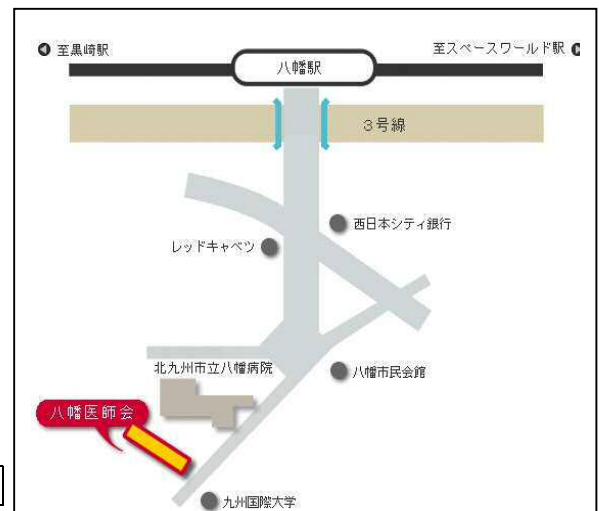 至黒崎駅
至スペースワールド駅
八幡駅
3号線
西日本シティ銀行
レッドキャベツ
北九州市立八幡病院
八幡市民会館
八幡医師会
九州国際大学